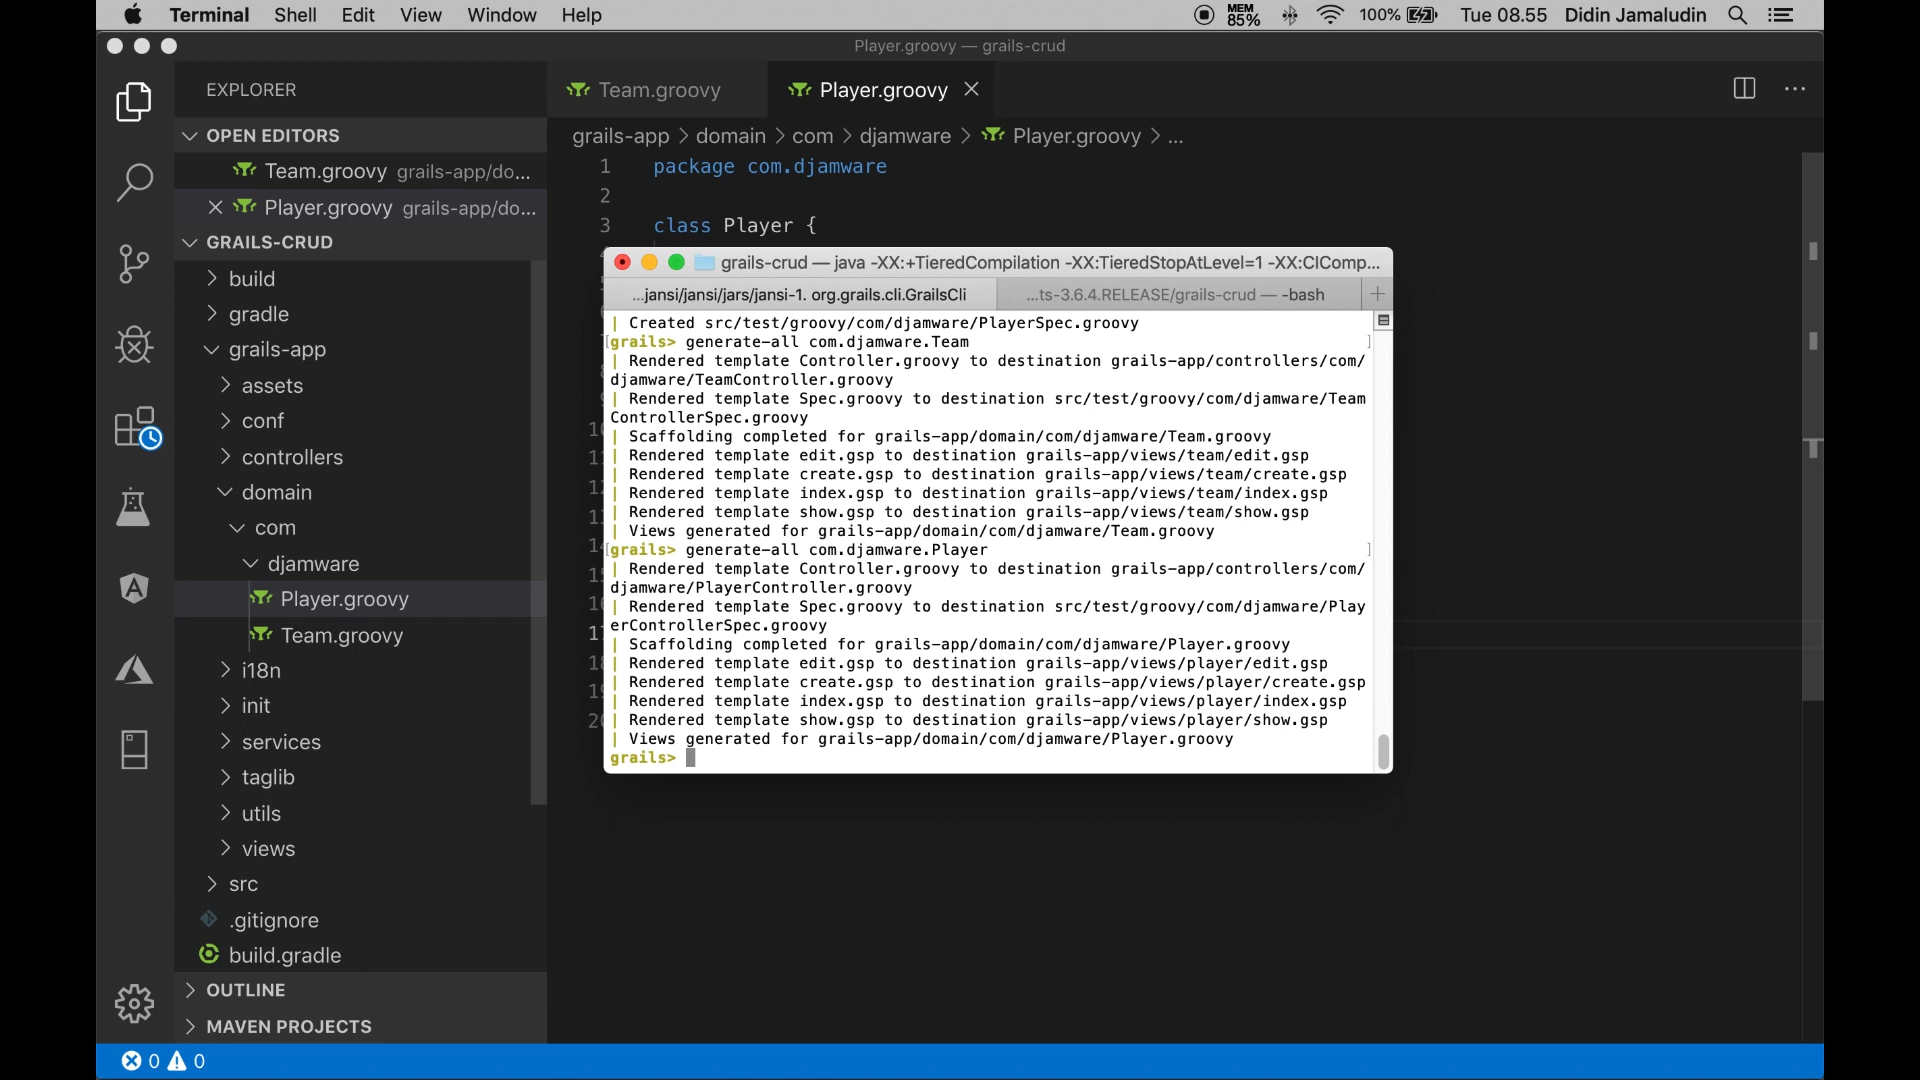 Terminal Shell Edit View Window Help
MEM 85% 100% Tue 08.55 Didin Jamaludin
Player.groovy — grails-crud
EXPLORER
OPEN EDITORS
Team.groovy grails-app/do...
Player.groovy grails-app/do...
GRAILS-CRUD
build
gradle
grails-app
assets
conf
controllers
domain
com
djamware
Player.groovy
Team.groovy
i18n
init
services
taglib
utils
views
src
.gitignore
build.gradle
OUTLINE
MAVEN PROJECTS
0 0
Team.groovy Player.groovy
grails-app > domain > com > djamware > Player.groovy > ...
1 package com.djamware
2
3 class Player {
17
grails-crud — java -XX:+TieredCompilation -XX:TieredStopAtLevel=1 -XX:CIComp...
...jansi/jansi/jars/jansi-1. org.grails.cli.GrailsCli ...ts-3.6.4.RELEASE/grails-crud — -bash +
| Created src/test/groovy/com/djamware/PlayerSpec.groovy
[grails> generate-all com.djamware.Team ]
| Rendered template Controller.groovy to destination grails-app/controllers/com/
djamware/TeamController.groovy
| Rendered template Spec.groovy to destination src/test/groovy/com/djamware/Team
ControllerSpec.groovy
| Scaffolding completed for grails-app/domain/com/djamware/Team.groovy
| Rendered template edit.gsp to destination grails-app/views/team/edit.gsp
| Rendered template create.gsp to destination grails-app/views/team/create.gsp
| Rendered template index.gsp to destination grails-app/views/team/index.gsp
| Rendered template show.gsp to destination grails-app/views/team/show.gsp
| Views generated for grails-app/domain/com/djamware/Team.groovy
[grails> generate-all com.djamware.Player ]
| Rendered template Controller.groovy to destination grails-app/controllers/com/
djamware/PlayerController.groovy
| Rendered template Spec.groovy to destination src/test/groovy/com/djamware/Play
erControllerSpec.groovy
| Scaffolding completed for grails-app/domain/com/djamware/Player.groovy
| Rendered template edit.gsp to destination grails-app/views/player/edit.gsp
| Rendered template create.gsp to destination grails-app/views/player/create.gsp
| Rendered template index.gsp to destination grails-app/views/player/index.gsp
| Rendered template show.gsp to destination grails-app/views/player/show.gsp
| Views generated for grails-app/domain/com/djamware/Player.groovy
grails>